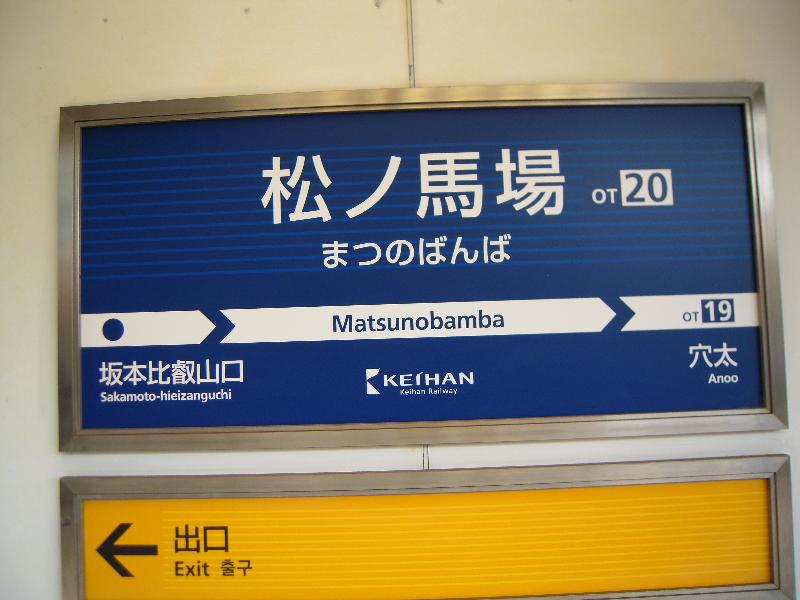 松ノ馬場 OT 20
まつのばんば
Matsunobamba
OT 19
坂本比叡山口
Sakamoto-hieizanguchi
KEIHAN
Keihan Railway
穴太
Anoo
出口
Exit 출구